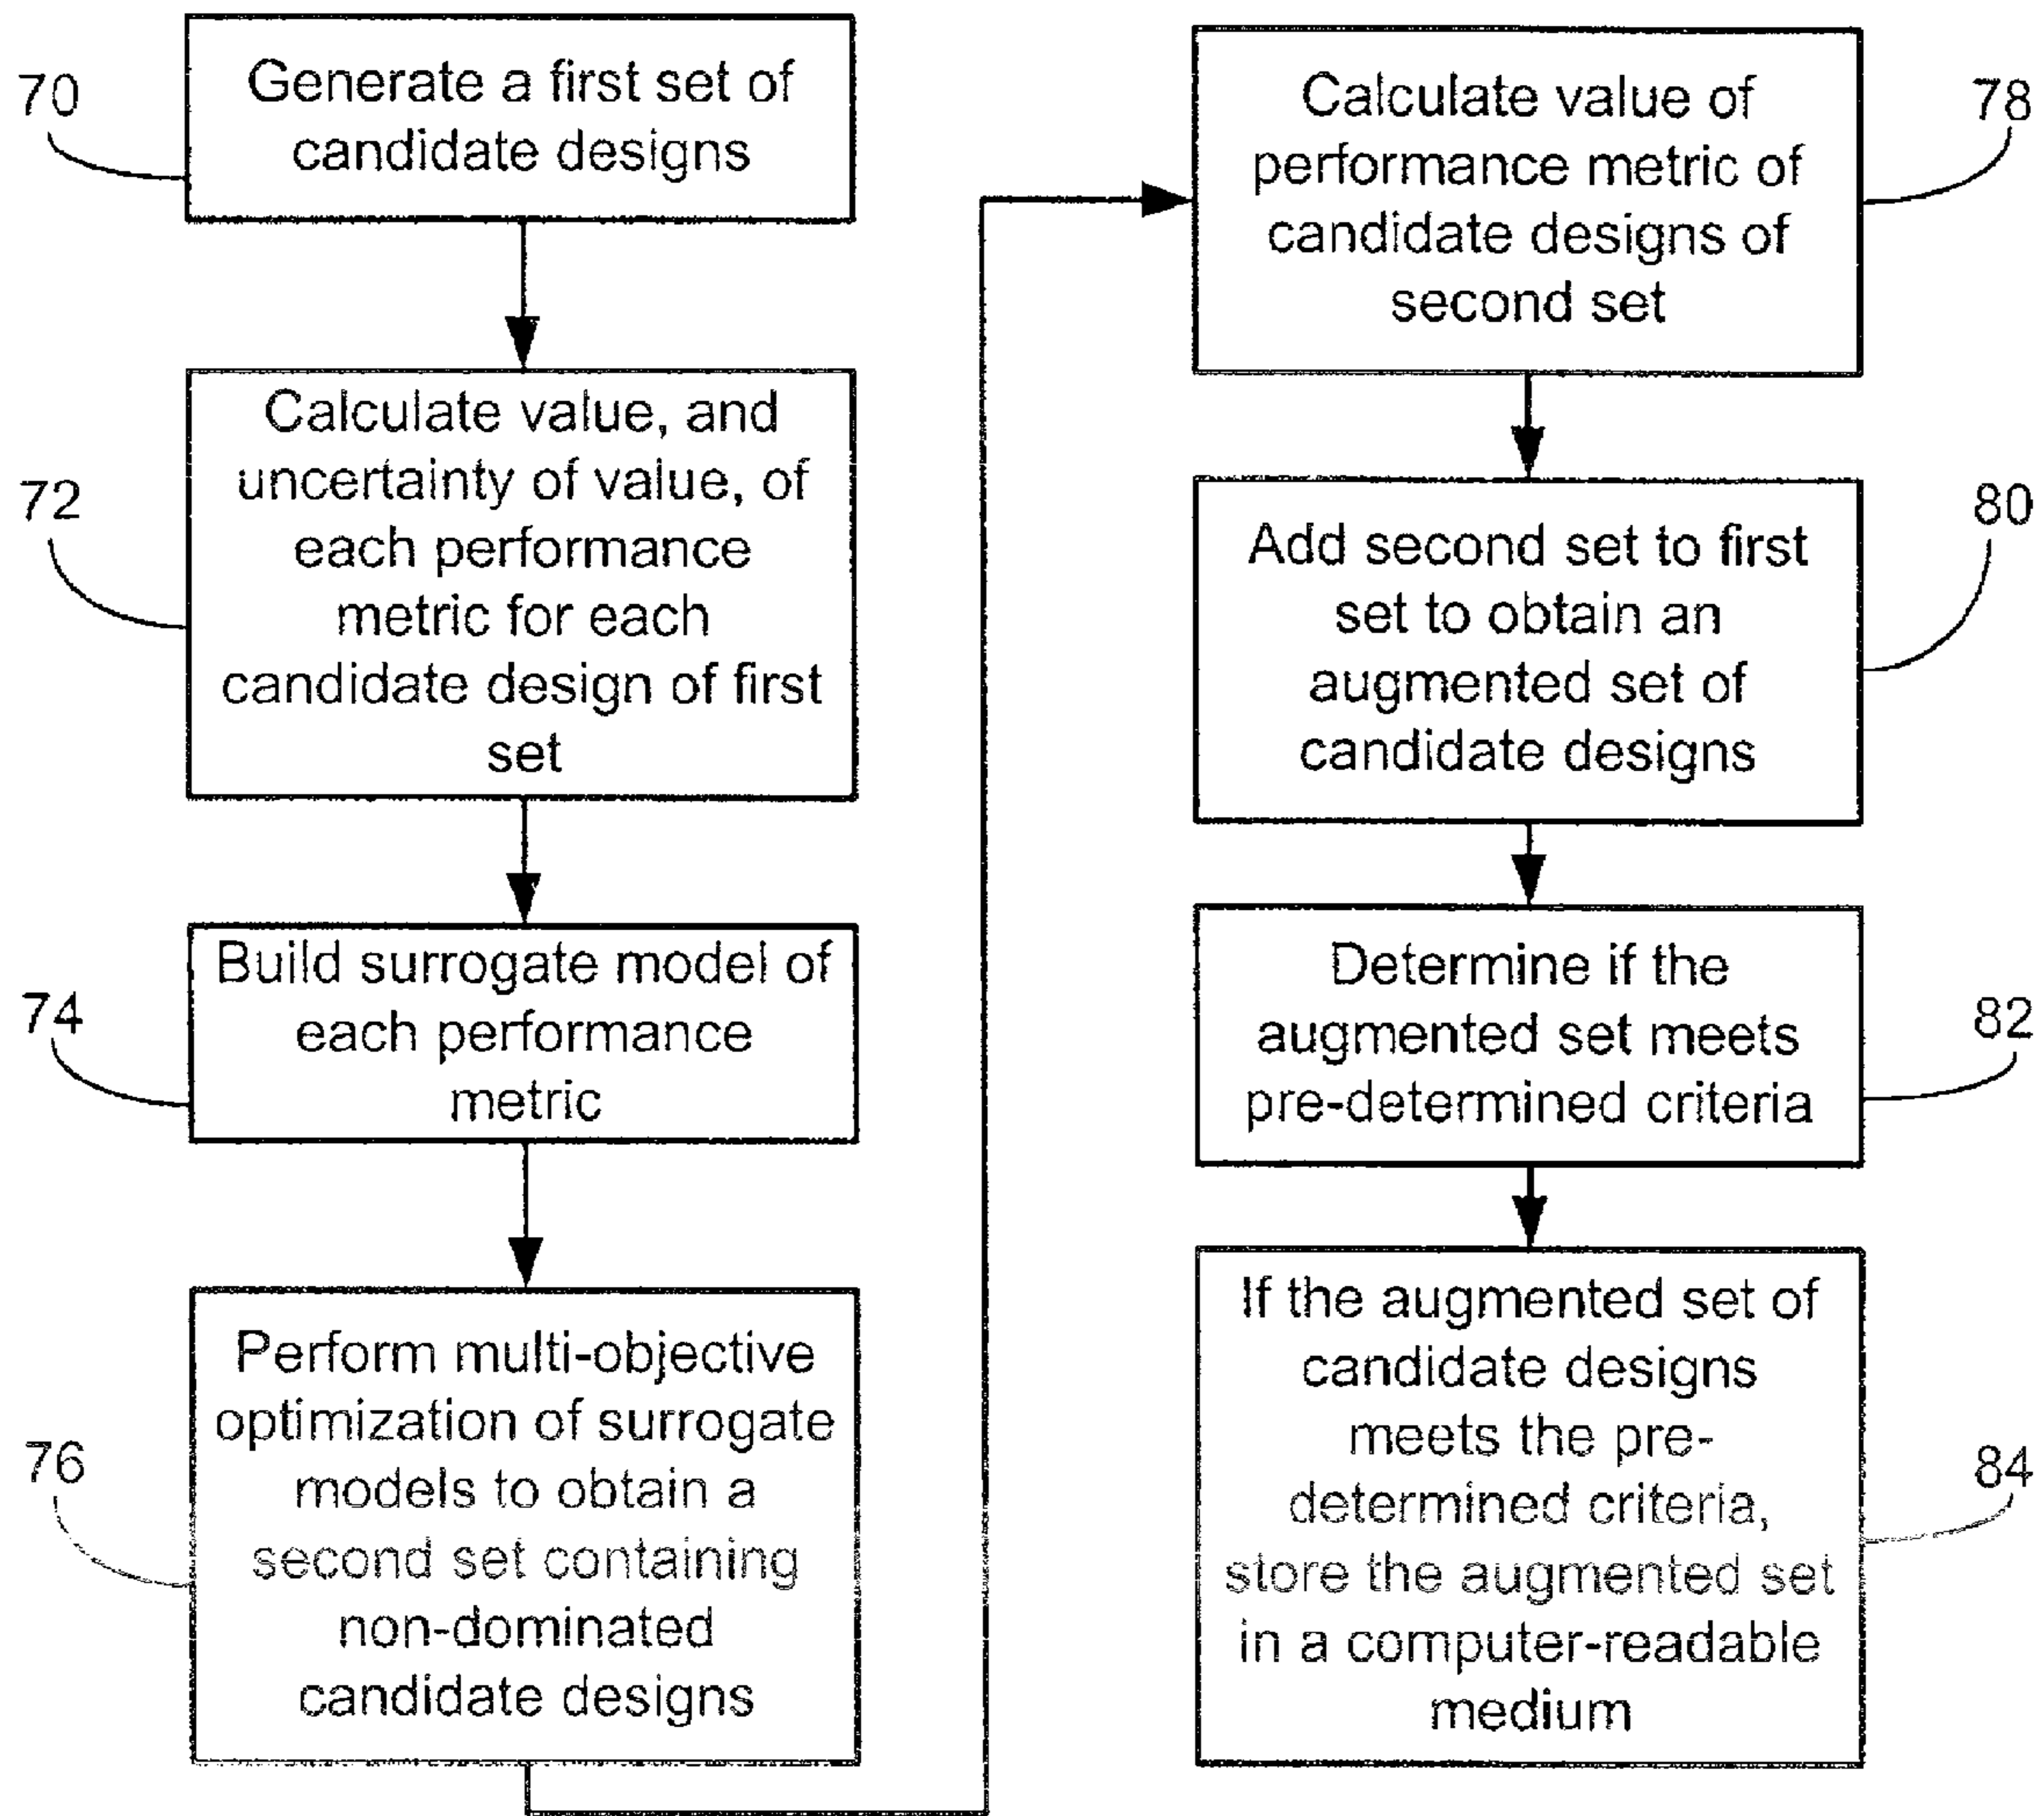 70
Generate a first set of
candidate designs
72
Calculate value, and
uncertainty of value, of
each performance
metric for each
candidate design of first
set
74
Build surrogate model of
each performance
metric
76
Perform multi-objective
optimization of surrogate
models to obtain a
second set containing
non-dominated
candidate designs
78
Calculate value of
performance metric of
candidate designs of
second set
80
Add second set to first
set to obtain an
augmented set of
candidate designs
82
Determine if the
augmented set meets
pre-determined criteria
84
If the augmented set of
candidate designs
meets the pre-
determined criteria,
store the augmented set
in a computer-readable
medium